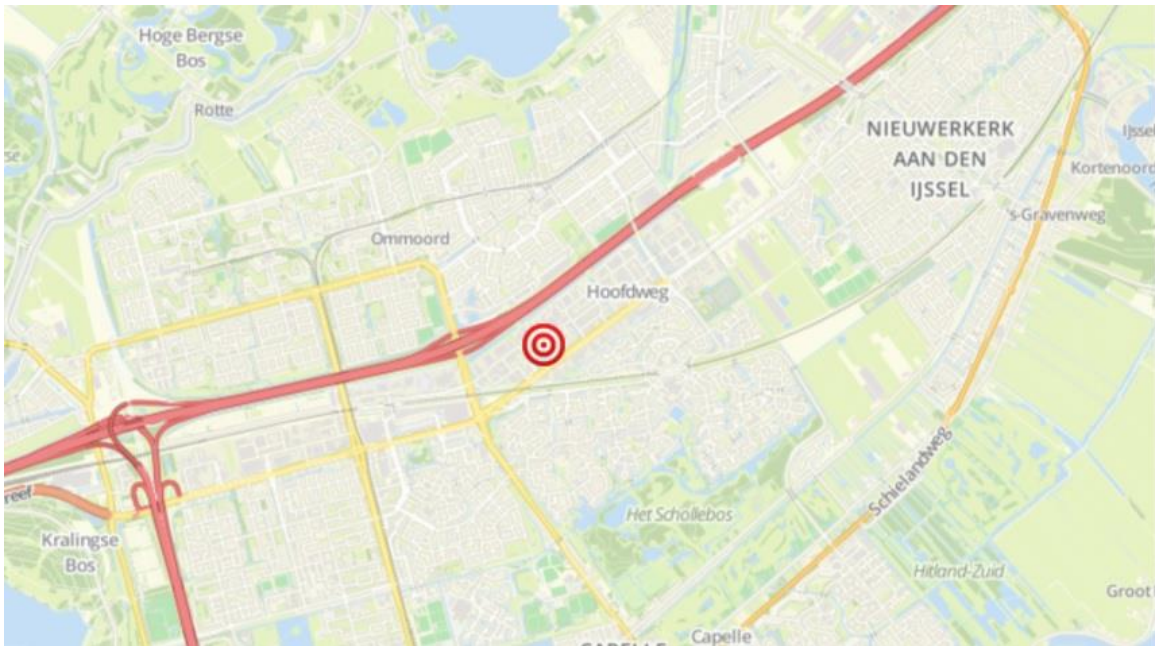 Hoge Bergse
Bos
Rotte
NIEUWERKERK
AAN DEN
IJSSEL
Kortenoord
's-Gravenweg
Ommoord
Hoofdweg
Schielandweg
Het Schollebos
Kralingse
Bos
Hitland-Zuid
Groot
Capelle